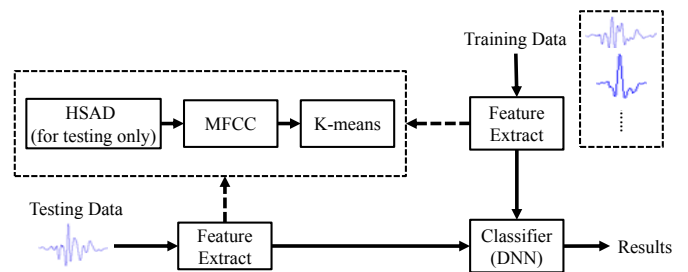 Training Data
HSAD
(for testing only)
MFCC
K-means
Feature
Extract
Testing Data
Feature
Extract
Classifier
(DNN)
Results